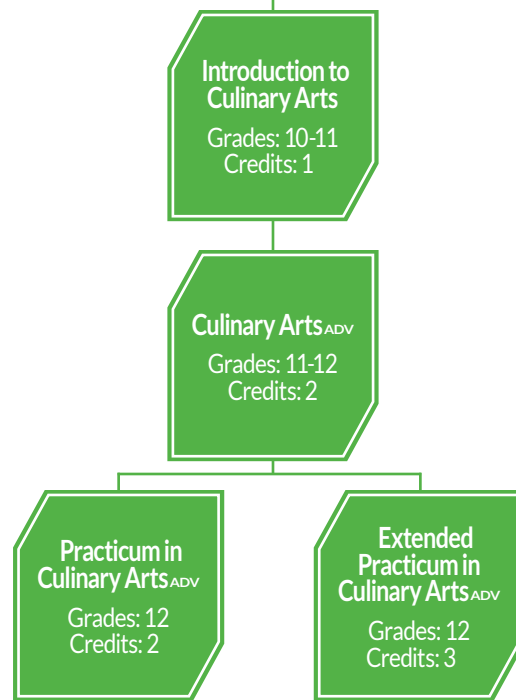 Introduction to
Culinary Arts
Grades: 10-11
Credits: 1
Culinary Arts ADV
Grades: 11-12
Credits: 2
Practicum in
Culinary Arts ADV
Grades: 12
Credits: 2
Extended
Practicum in
Culinary Arts ADV
Grades: 12
Credits: 3